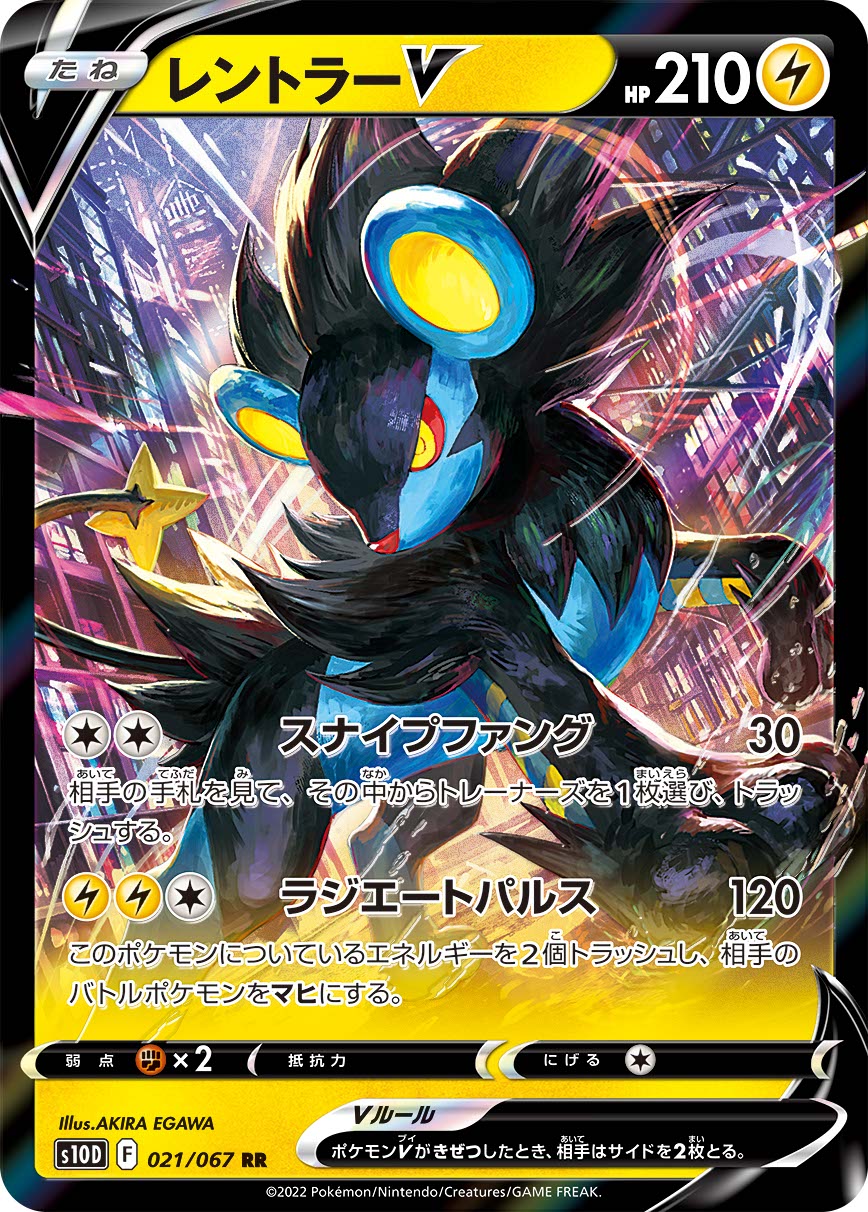 たね
レントラーV
HP 210
スナイプファング 30
相手の手札を見て、その中からトレーナーズを1枚選び、トラッ
シュする。
ラジエートパルス 120
このポケモンについているエネルギーを2個トラッシュし、相手の
バトルポケモンをマヒにする。
弱点 ×2 抵抗力 にげる
Illus.AKIRA EGAWA
Vルール
ポケモンVがきぜつしたとき、相手はサイドを2枚とる。
s10D F 021/067 RR
©2022 Pokémon/Nintendo/Creatures/GAME FREAK.